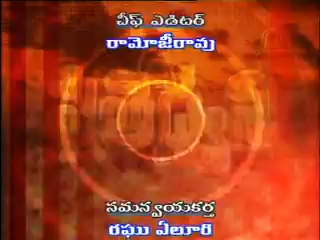 చీఫ్ ఎడిటర్
రామోజీరావు
సమన్వయకర్త
రఘు ఏలూరి